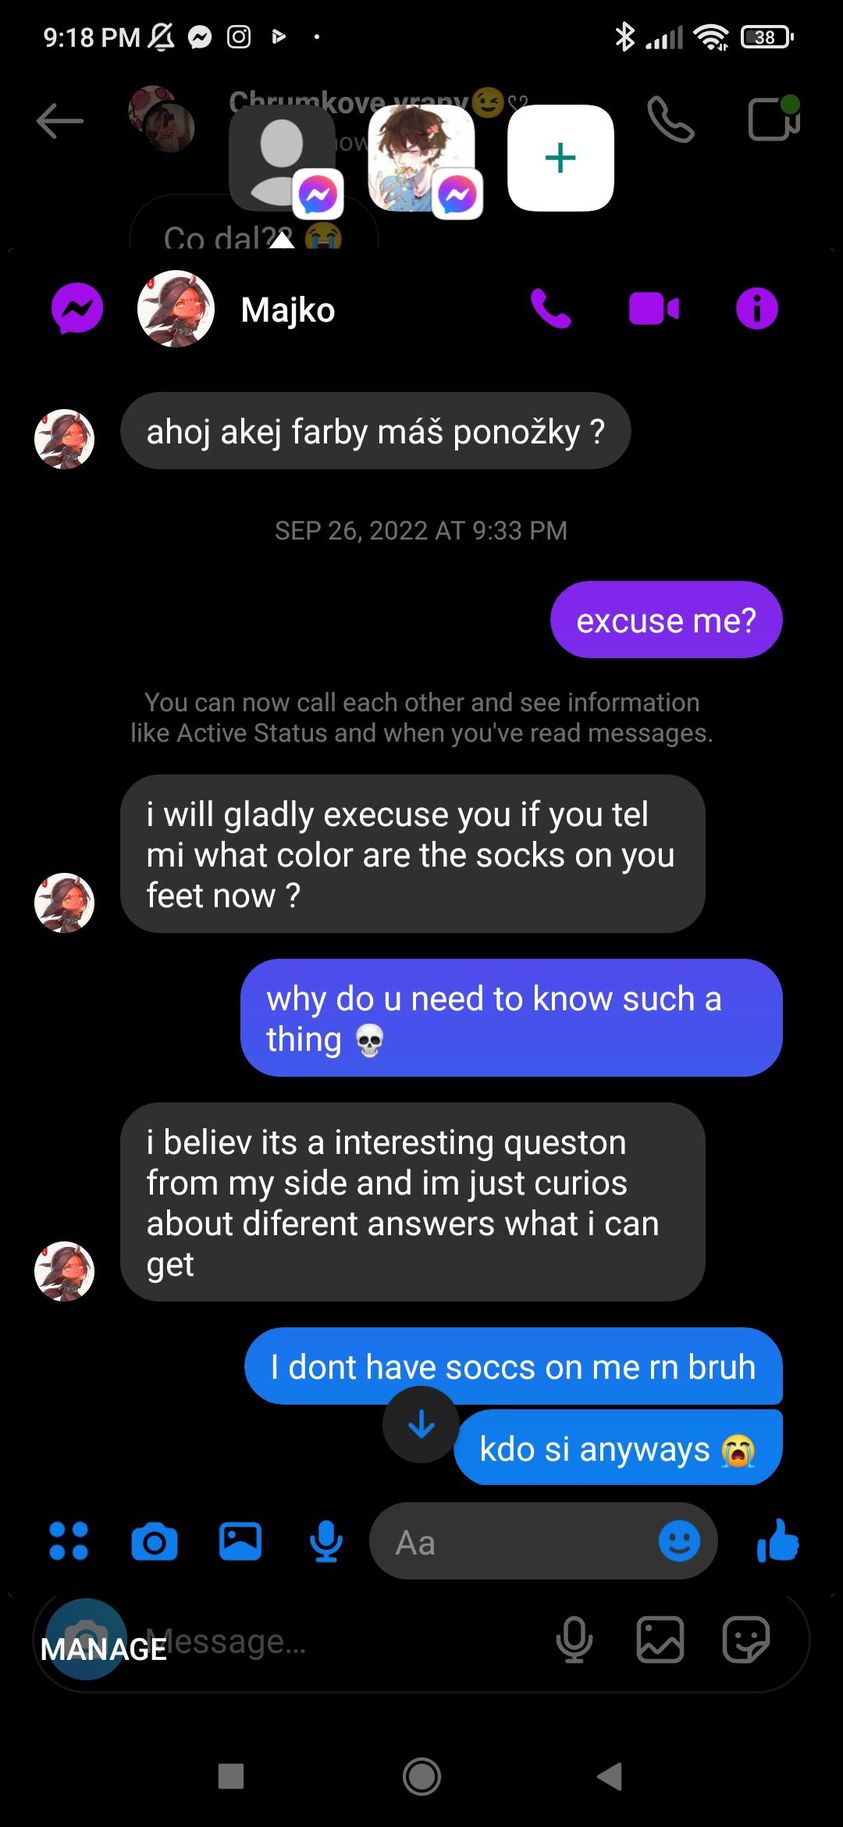 9:18 PM
38
Chrumkove vrany😉
now
Co dal?? 😭
Majko
ahoj akej farby máš ponožky ?
SEP 26, 2022 AT 9:33 PM
excuse me?
You can now call each other and see information
like Active Status and when you've read messages.
i will gladly execuse you if you tel
mi what color are the socks on you
feet now ?
why do u need to know such a
thing 💀
i believ its a interesting queston
from my side and im just curios
about diferent answers what i can
get
I dont have soccs on me rn bruh
kdo si anyways 😭
Aa
MANAGE
Message...